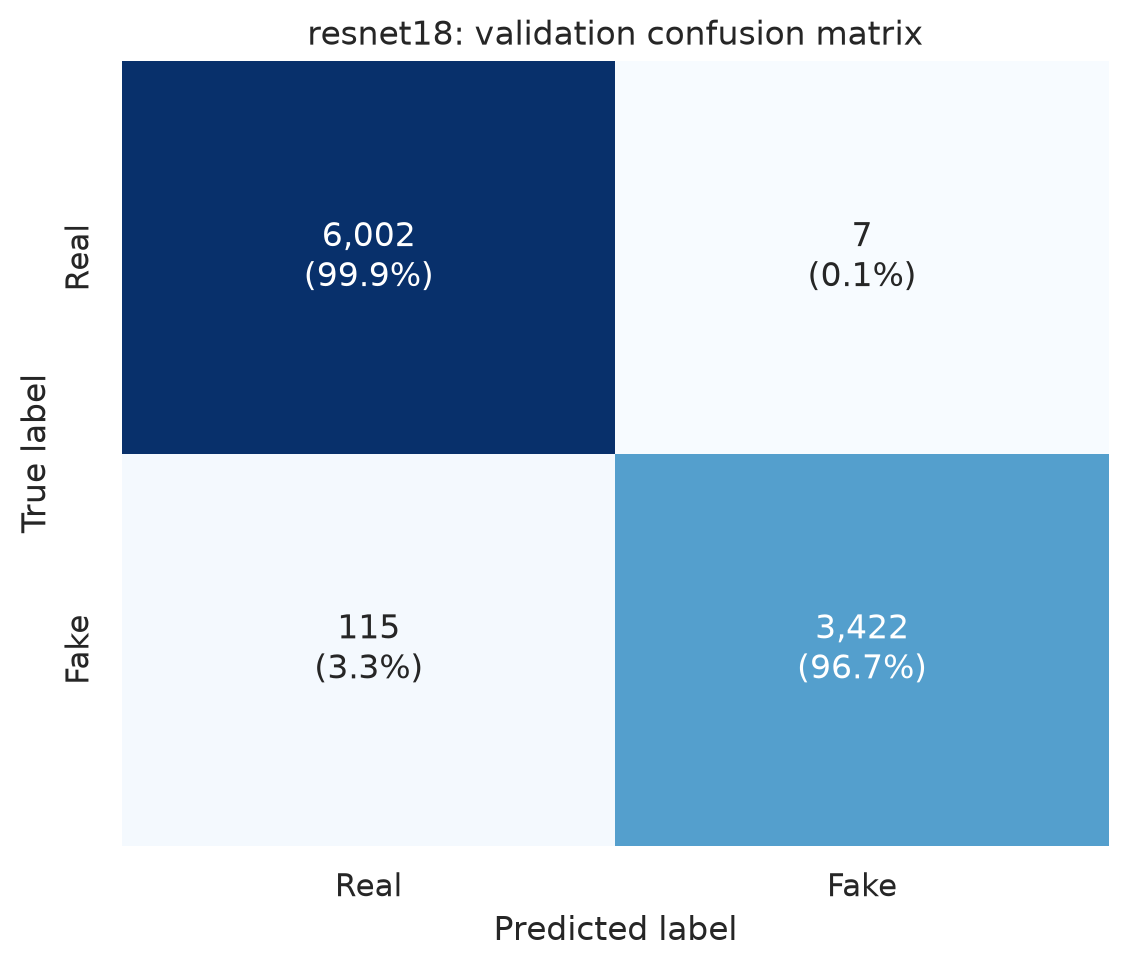 resnet18: validation confusion matrix
True label
Real
6,002
(99.9%)
7
(0.1%)
Fake
115
(3.3%)
3,422
(96.7%)
Real
Fake
Predicted label